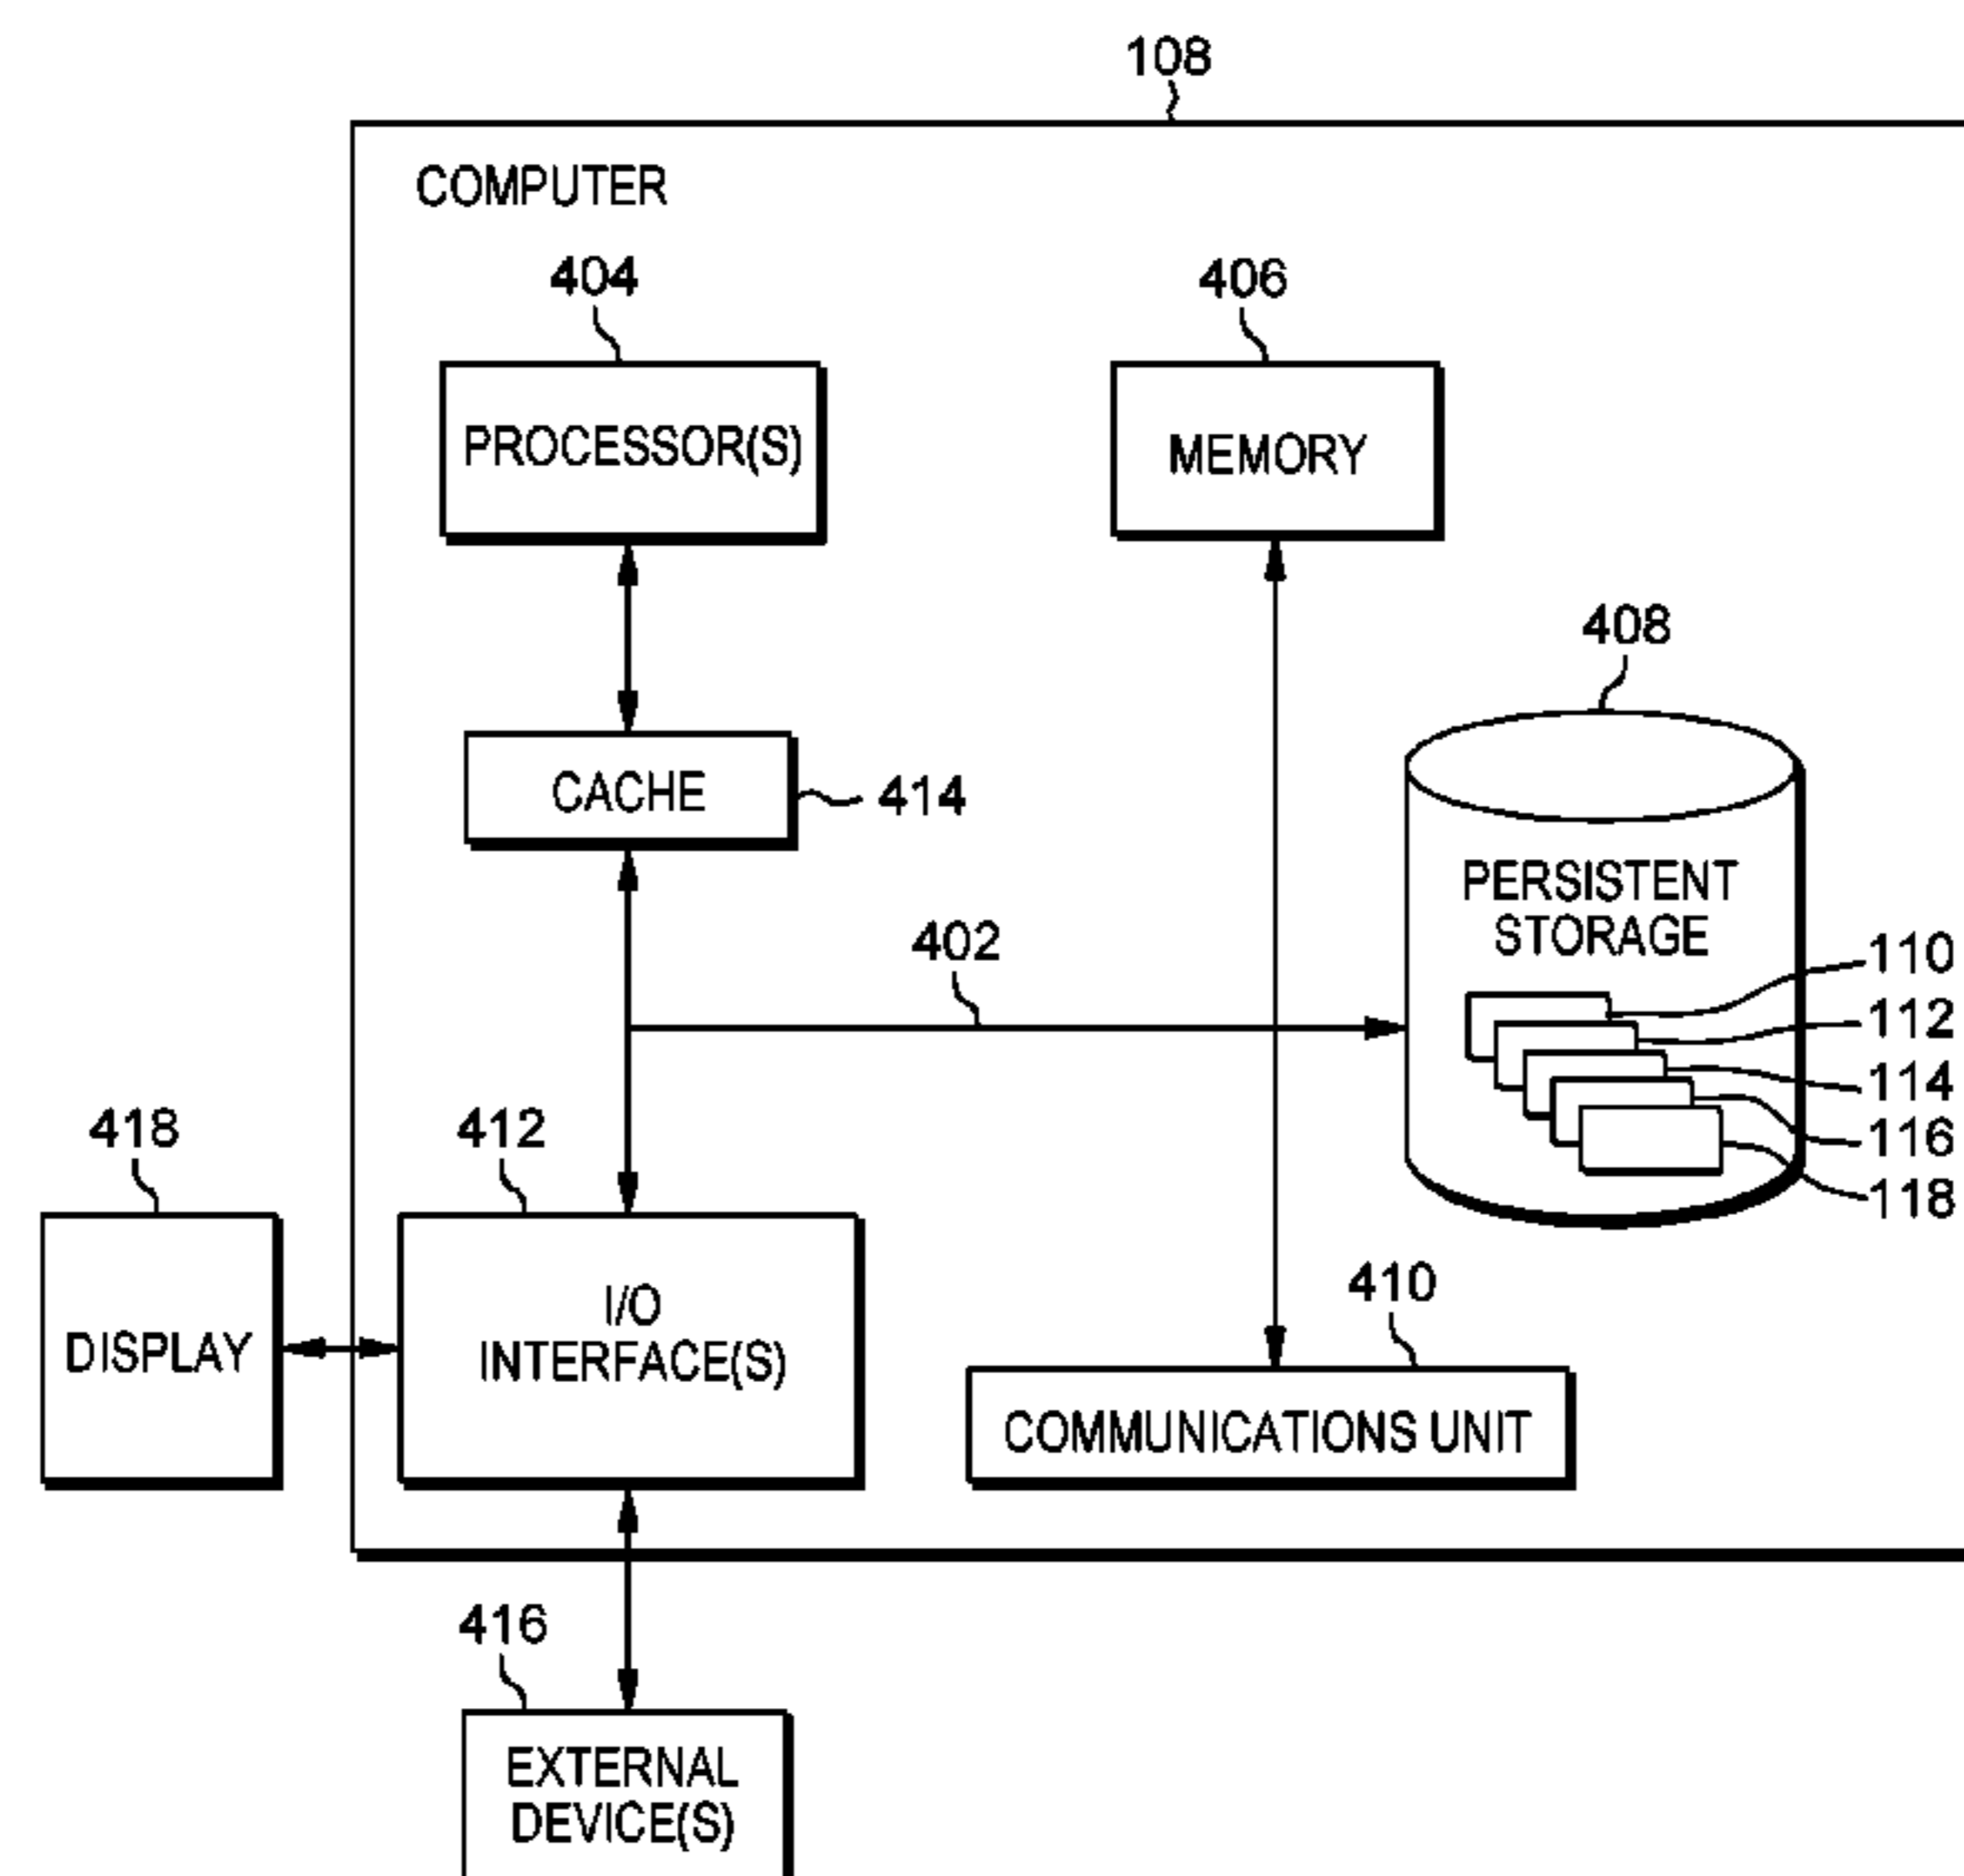 108
COMPUTER
404
406
PROCESSOR(S)
MEMORY
408
CACHE
414
PERSISTENT
STORAGE
402
110
112
114
116
118
418
412
410
I/O
INTERFACE(S)
DISPLAY
COMMUNICATIONS UNIT
416
EXTERNAL
DEVICE(S)